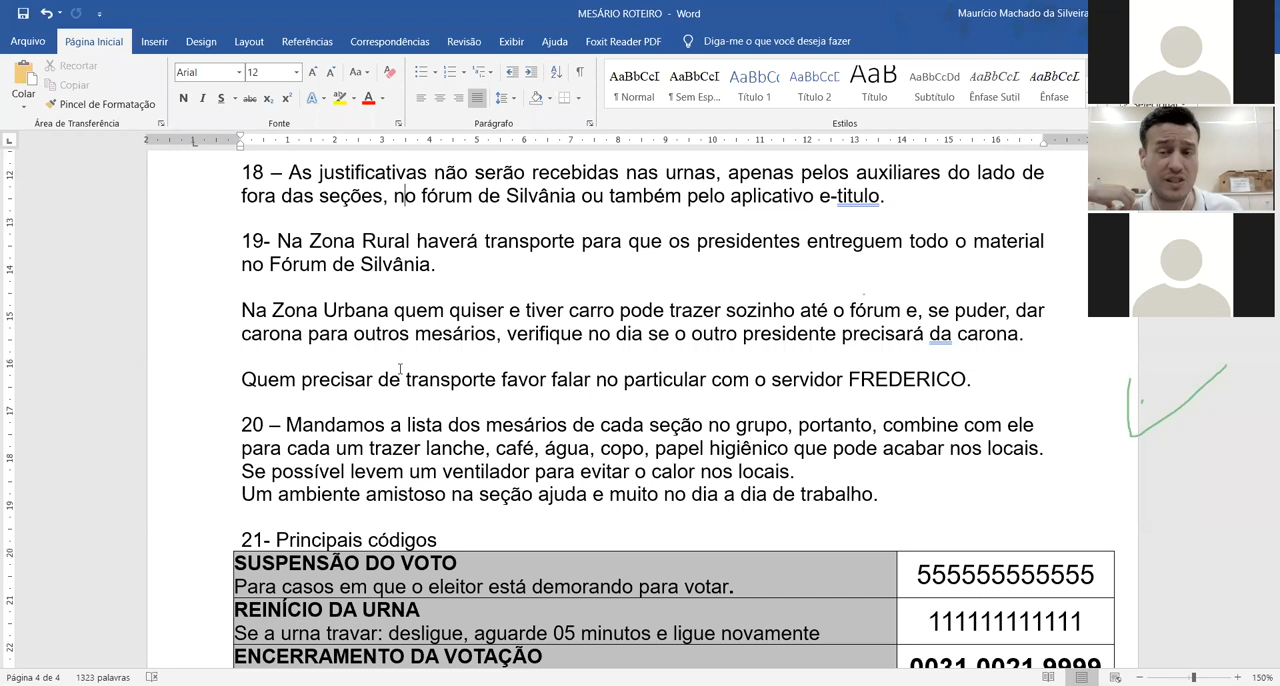 MESÁRIO ROTEIRO - Word
Maurício Machado da Silveira
Arquivo Página Inicial Inserir Design Layout Referências Correspondências Revisão Exibir Ajuda Foxit Reader PDF Diga-me o que você deseja fazer
Colar
Recortar
Copiar
Pincel de Formatação
Área de Transferência
Arial 12
Fonte
Parágrafo
AaBbCcI AaBbCcI AaBbCc AaBbCcI AaB AaBbCcDd AaBbCcDd AaBbCcI
¶ Normal ¶ Sem Esp... Título 1 Título 2 Título Subtítulo Ênfase Sutil Ênfase
Estilos
18 – As justificativas não serão recebidas nas urnas, apenas pelos auxiliares do lado de
fora das seções, no fórum de Silvânia ou também pelo aplicativo e-titulo.
19- Na Zona Rural haverá transporte para que os presidentes entreguem todo o material
no Fórum de Silvânia.
Na Zona Urbana quem quiser e tiver carro pode trazer sozinho até o fórum e, se puder, dar
carona para outros mesários, verifique no dia se o outro presidente precisará da carona.
Quem precisar de transporte favor falar no particular com o servidor FREDERICO.
20 – Mandamos a lista dos mesários de cada seção no grupo, portanto, combine com ele
para cada um trazer lanche, café, água, copo, papel higiênico que pode acabar nos locais.
Se possível levem um ventilador para evitar o calor nos locais.
Um ambiente amistoso na seção ajuda e muito no dia a dia de trabalho.
21- Principais códigos
SUSPENSÃO DO VOTO
Para casos em que o eleitor está demorando para votar.
555555555555
REINÍCIO DA URNA
Se a urna travar: desligue, aguarde 05 minutos e ligue novamente
111111111111
ENCERRAMENTO DA VOTAÇÃO
0031 0021 9999
Página 4 de 4 1323 palavras
150%